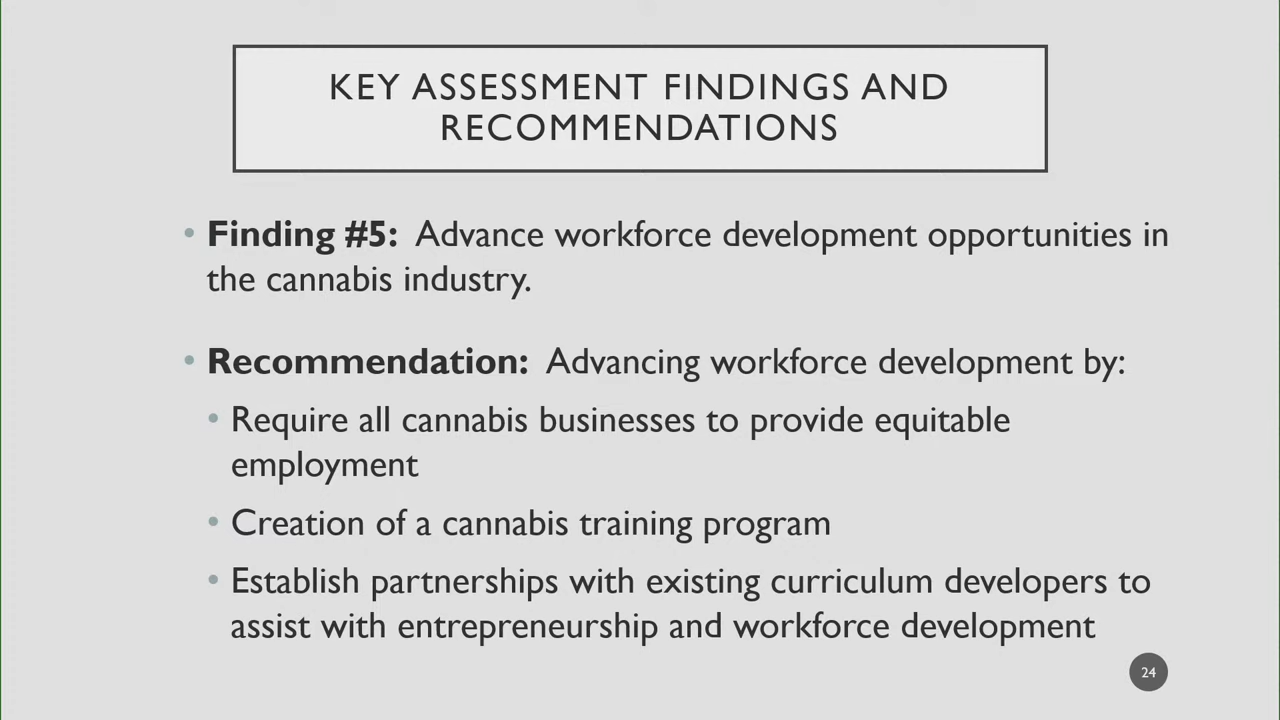 KEY ASSESSMENT FINDINGS AND
RECOMMENDATIONS
• Finding #5: Advance workforce development opportunities in
the cannabis industry.
• Recommendation: Advancing workforce development by:
• Require all cannabis businesses to provide equitable
employment
• Creation of a cannabis training program
• Establish partnerships with existing curriculum developers to
assist with entrepreneurship and workforce development
24